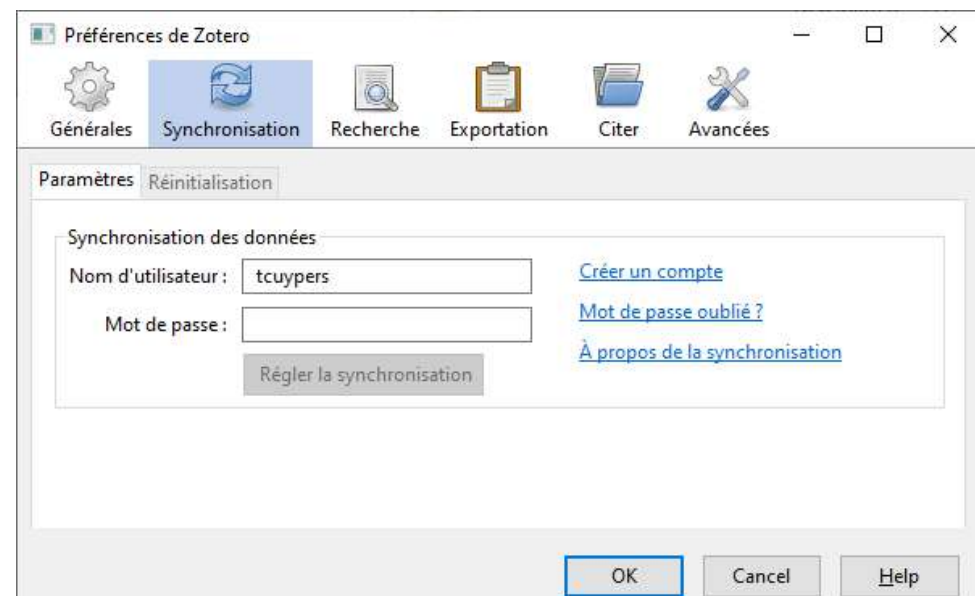 Préférences de Zotero
Générales Synchronisation Recherche Exportation Citer Avancées
Paramètres Réinitialisation
Synchronisation des données
Nom d'utilisateur : tcuypers Créer un compte
Mot de passe : Mot de passe oublié ?
À propos de la synchronisation
Régler la synchronisation
OK Cancel Help